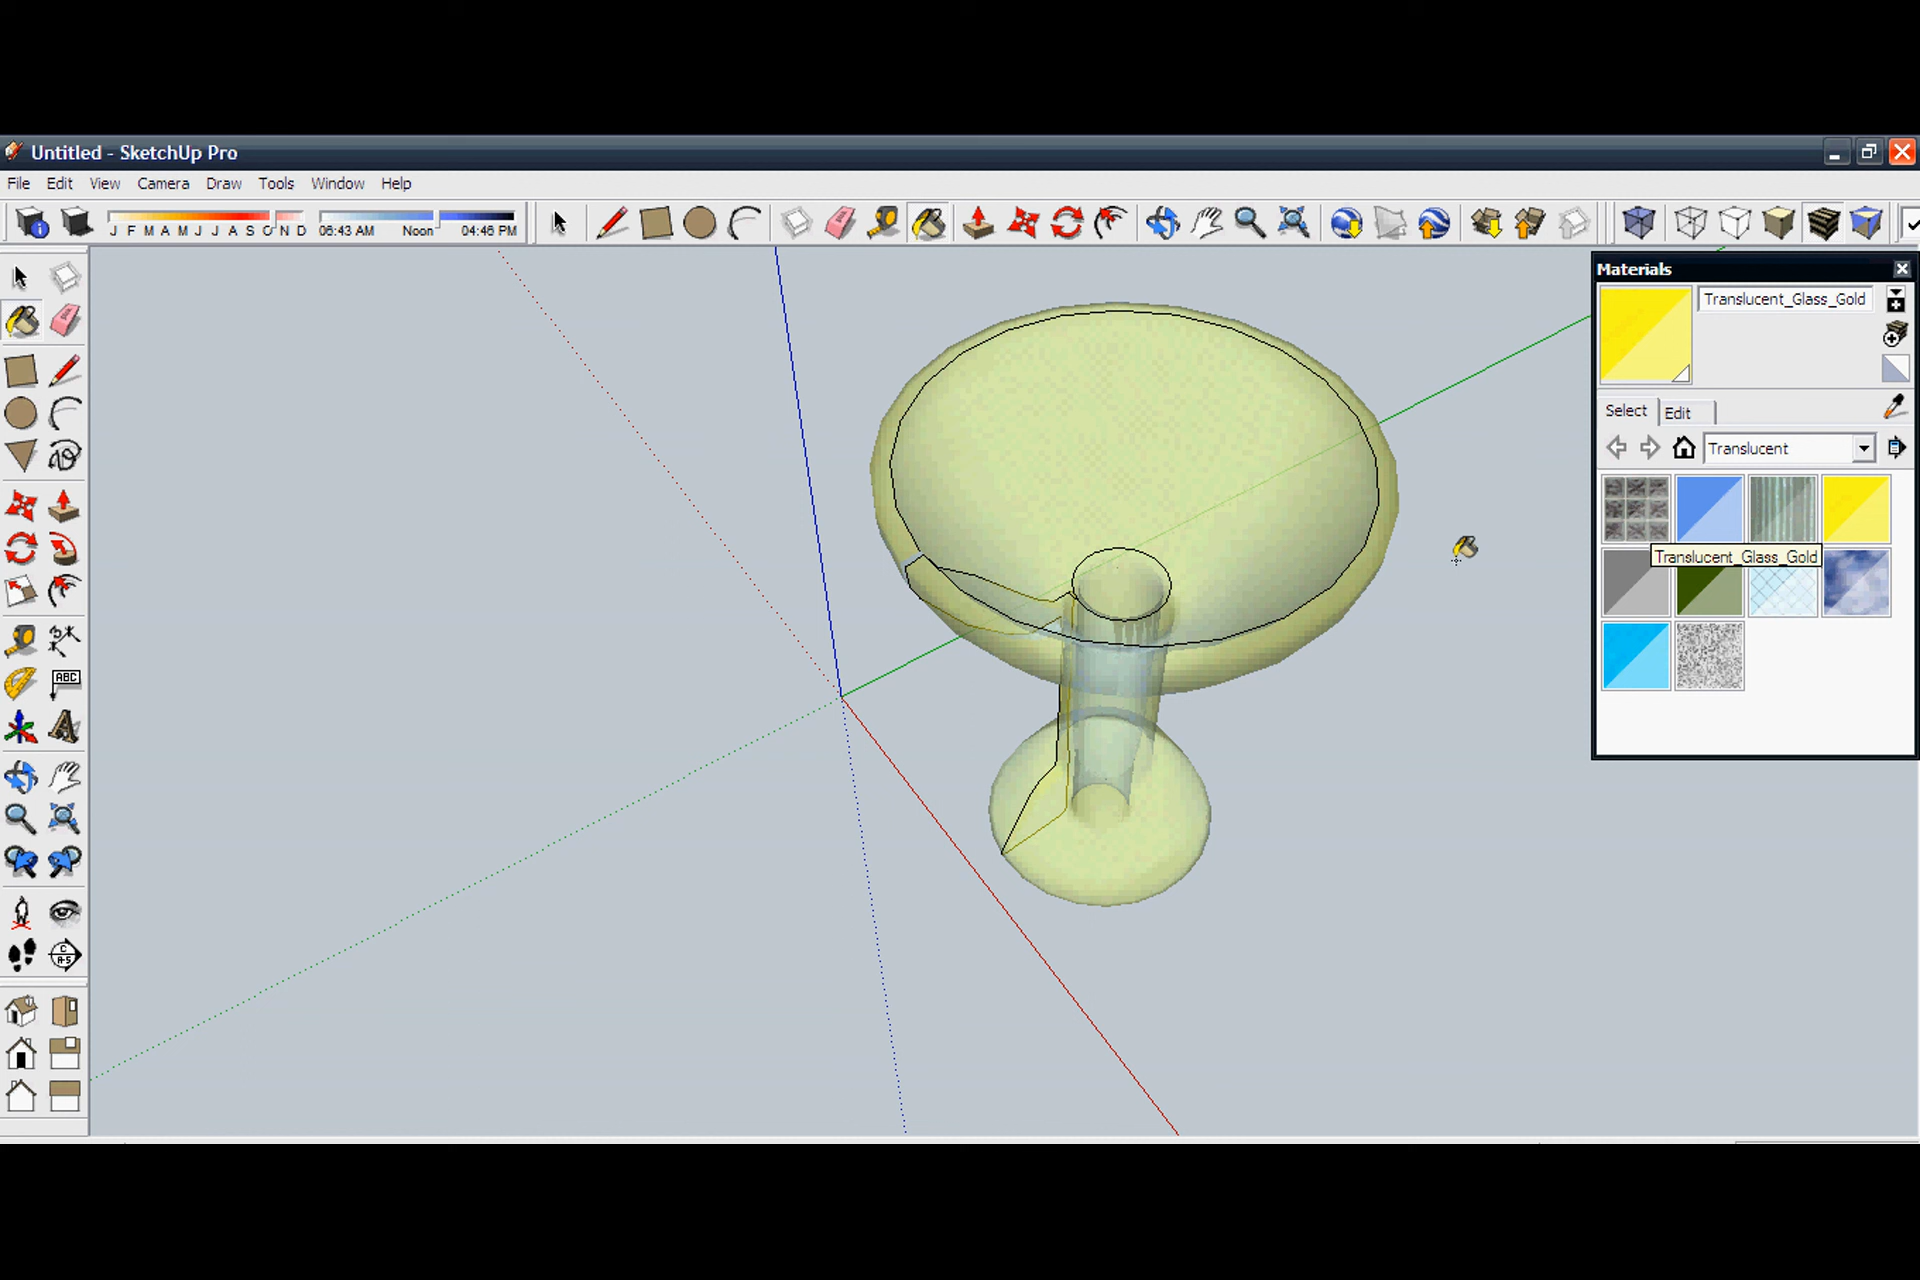 Untitled - SketchUp Pro
File Edit View Camera Draw Tools Window Help
J F M A M J J A S O N D 06:43 AM Noon 04:46 PM
Materials
Translucent_Glass_Gold
Select Edit
Translucent
Translucent_Glass_Gold
ABC